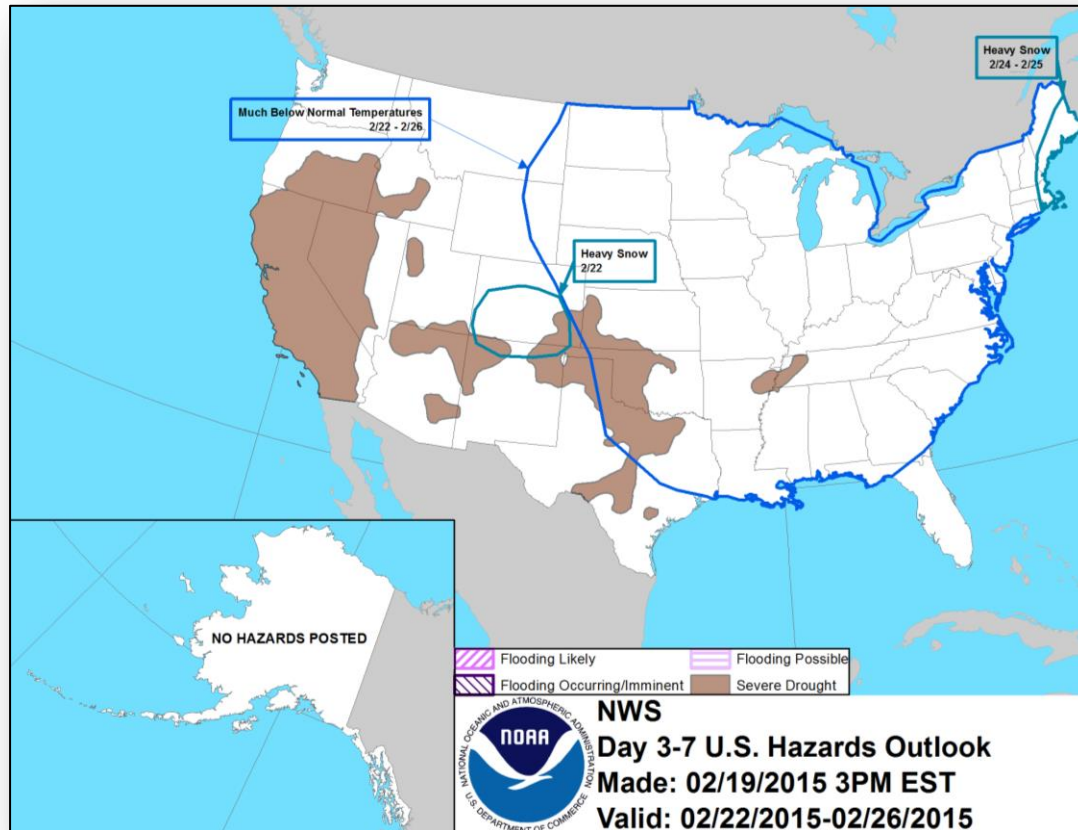 Heavy Snow
2/24 - 2/25
Much Below Normal Temperatures
2/22 - 2/26
Heavy Snow
2/22
NO HAZARDS POSTED
Flooding Likely
Flooding Possible
Flooding Occurring/Imminent
Severe Drought
NATIONAL OCEANIC AND ATMOSPHERIC ADMINISTRATION
NOAA
U.S. DEPARTMENT OF COMMERCE
NWS
Day 3-7 U.S. Hazards Outlook
Made: 02/19/2015 3PM EST
Valid: 02/22/2015-02/26/2015